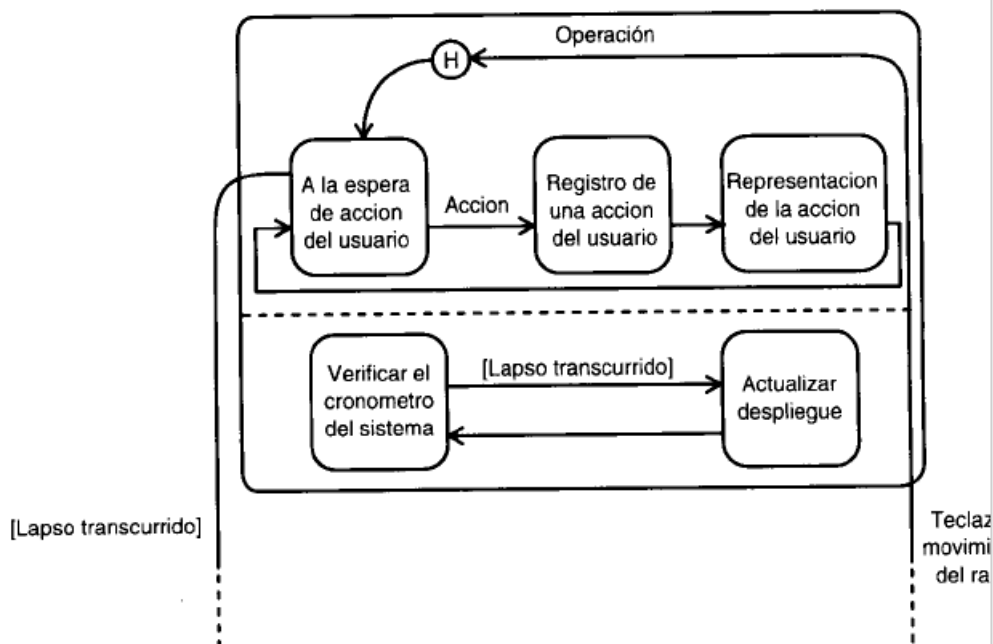 Operación
H
A la espera
de accion
del usuario
Accion
Registro de
una accion
del usuario
Representacion
de la accion
del usuario
Verificar el
cronometro
del sistema
[Lapso transcurrido]
Actualizar
despliegue
[Lapso transcurrido]